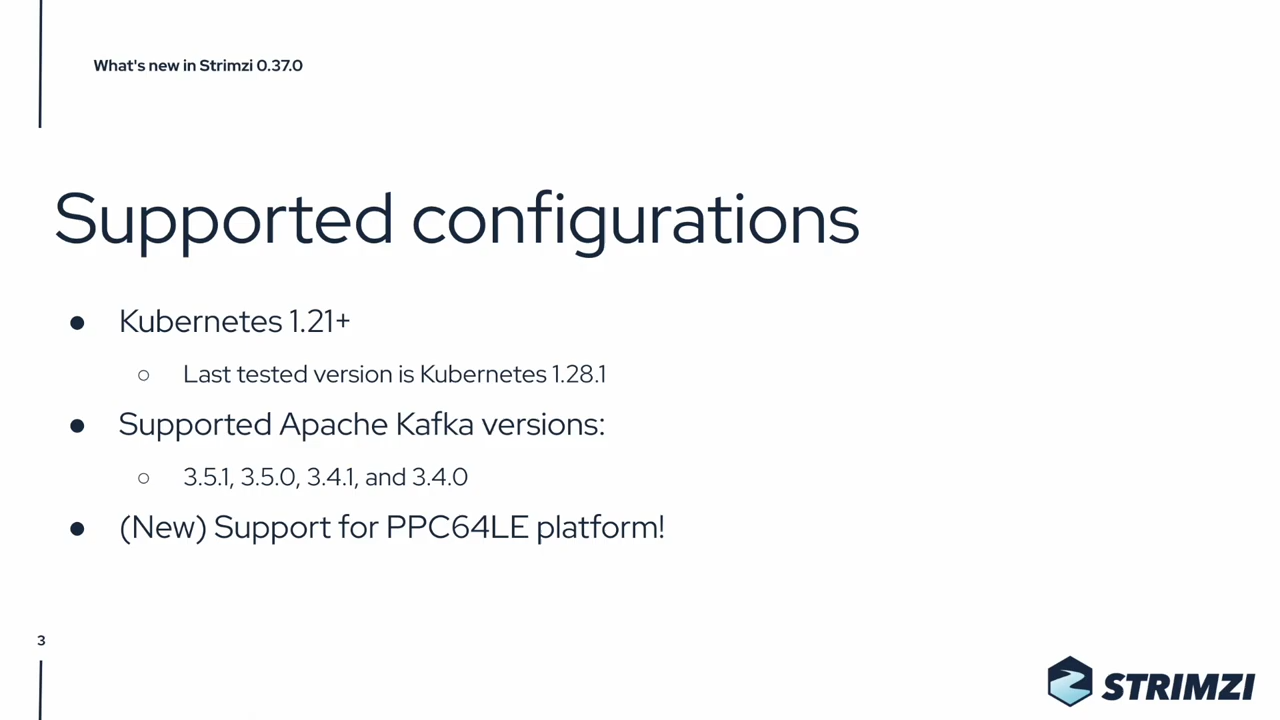 What's new in Strimzi 0.37.0
Supported configurations
● Kubernetes 1.21+
○ Last tested version is Kubernetes 1.28.1
● Supported Apache Kafka versions:
○ 3.5.1, 3.5.0, 3.4.1, and 3.4.0
● (New) Support for PPC64LE platform!
3
STRIMZI